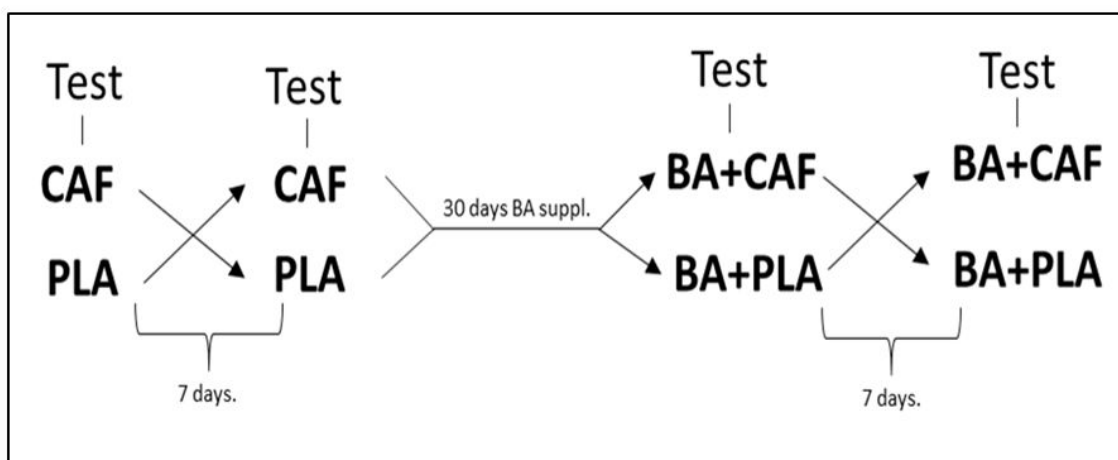 Test
Test
Test
Test
CAF
CAF
BA+CAF
BA+CAF
30 days BA suppl.
PLA
PLA
BA+PLA
BA+PLA
7 days.
7 days.